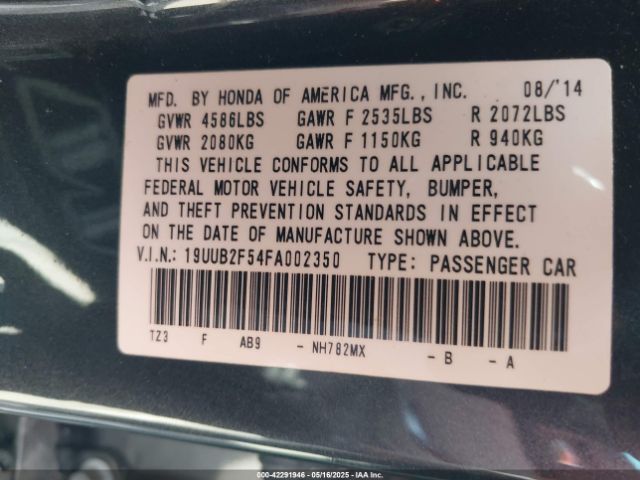 MFD. BY HONDA OF AMERICA MFG., INC. 08/'14
GVWR 4586LBS GAWR F 2535LBS R 2072LBS
GVWR 2080KG GAWR F 1150KG R 940KG
THIS VEHICLE CONFORMS TO ALL APPLICABLE
FEDERAL MOTOR VEHICLE SAFETY, BUMPER,
AND THEFT PREVENTION STANDARDS IN EFFECT
ON THE DATE OF MANUFACTURE SHOWN ABOVE.
V.I.N.: 19UUB2F54FA002350 TYPE: PASSENGER CAR
TZ3 F AB9 - NH782MX - B - A
000-42291946 - 05/16/2025 - IAA Inc.